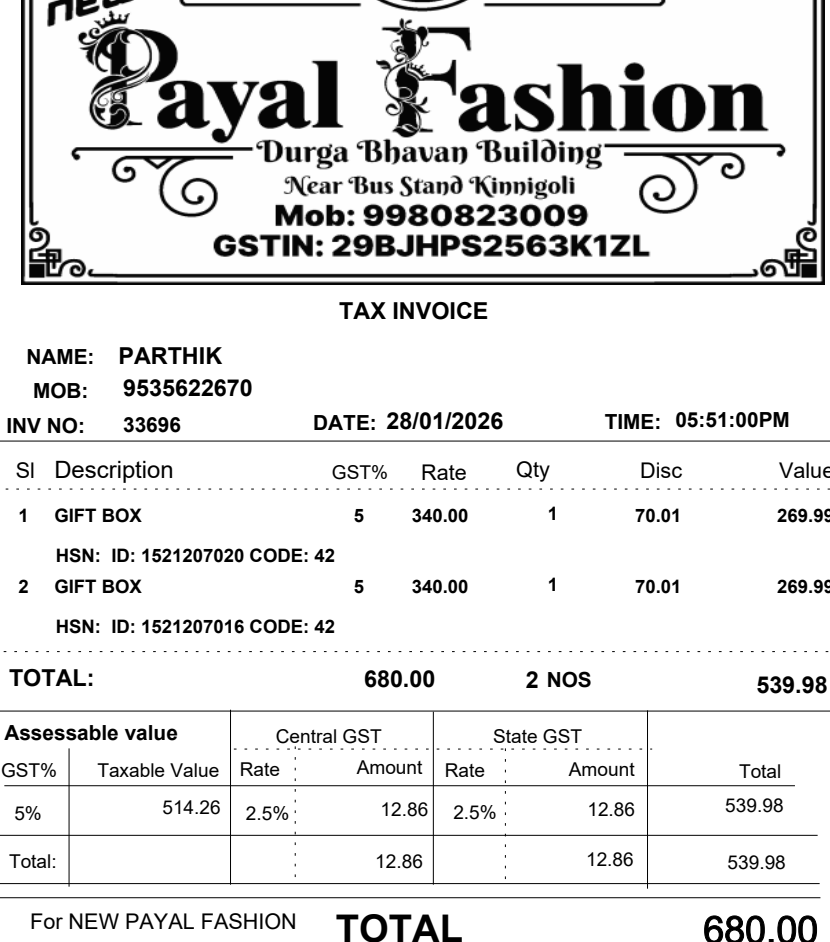 new
Payal Fashion
Durga Bhavan Building
Near Bus Stand Kinnigoli
Mob: 9980823009
GSTIN: 29BJHPS2563K1ZL
TAX INVOICE
NAME: PARTHIK
MOB: 9535622670
INV NO: 33696 DATE: 28/01/2026 TIME: 05:51:00PM
Sl Description GST% Rate Qty Disc Value
1 GIFT BOX 5 340.00 1 70.01 269.99
HSN: ID: 1521207020 CODE: 42
2 GIFT BOX 5 340.00 1 70.01 269.99
HSN: ID: 1521207016 CODE: 42
TOTAL: 680.00 2 NOS 539.98
Assessable value Central GST State GST
GST% Taxable Value Rate Amount Rate Amount Total
5% 514.26 2.5% 12.86 2.5% 12.86 539.98
Total: 12.86 12.86 539.98
For NEW PAYAL FASHION TOTAL 680.00